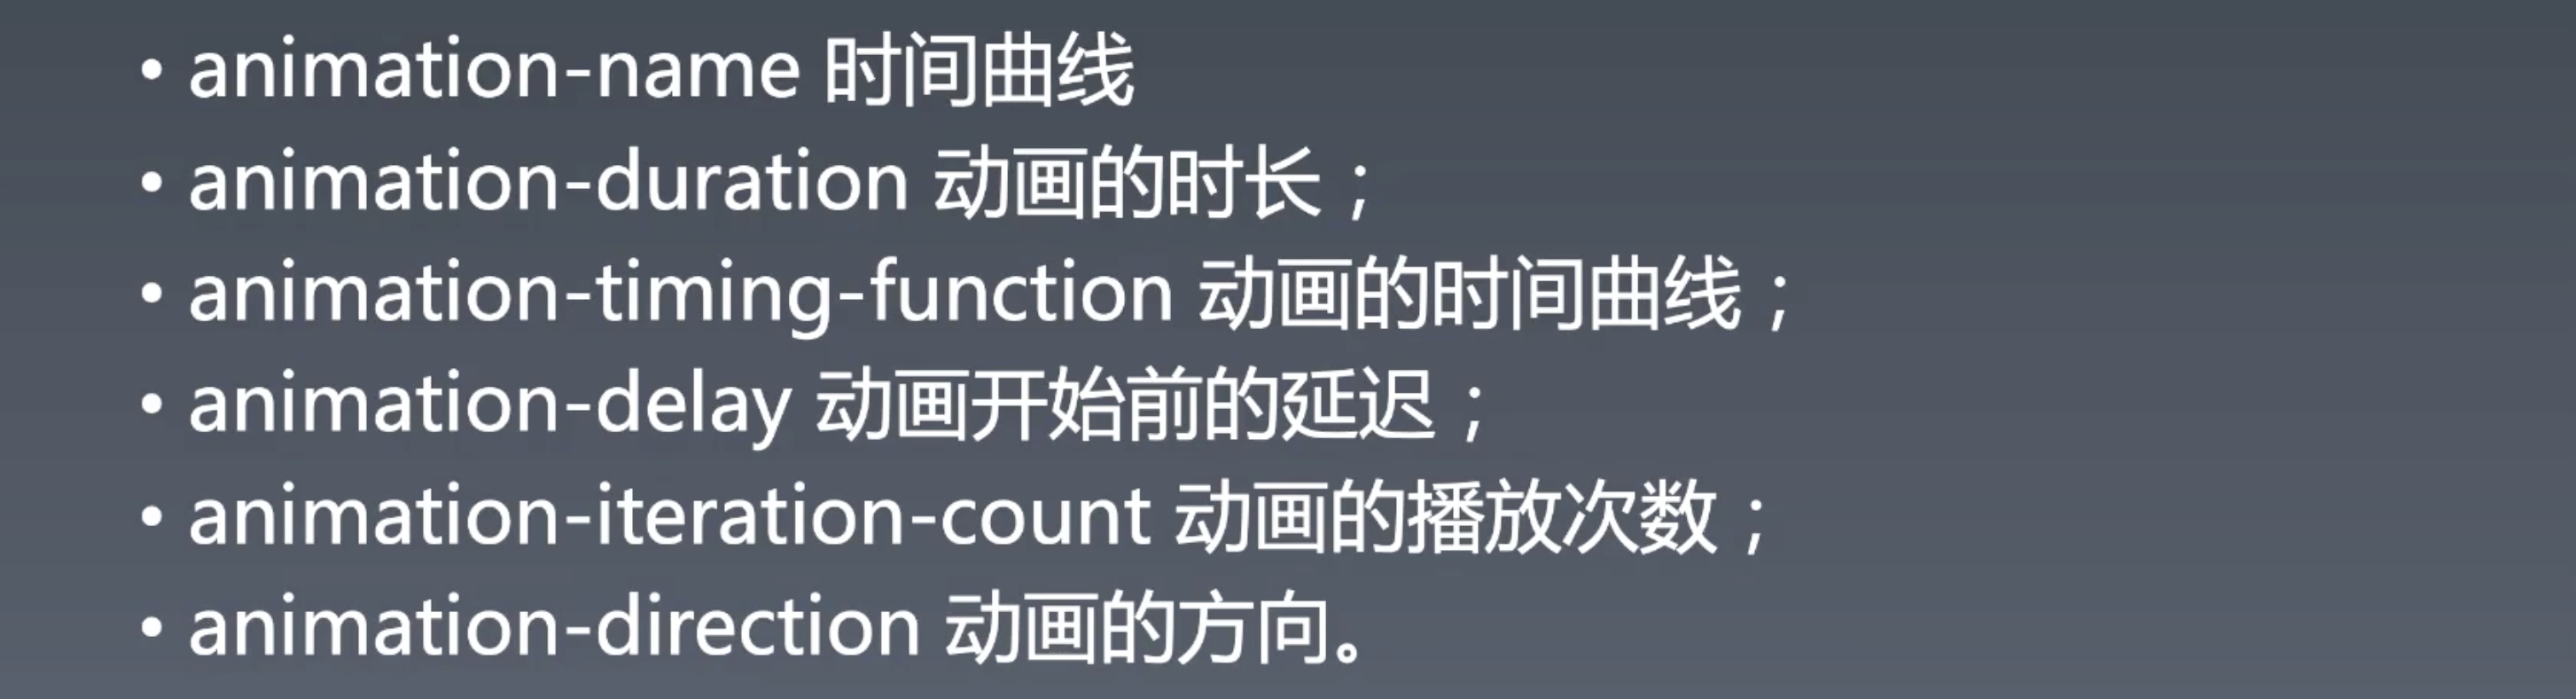 • animation-name 时间曲线
• animation-duration 动画的时长；
• animation-timing-function 动画的时间曲线；
• animation-delay 动画开始前的延迟；
• animation-iteration-count 动画的播放次数；
• animation-direction 动画的方向。